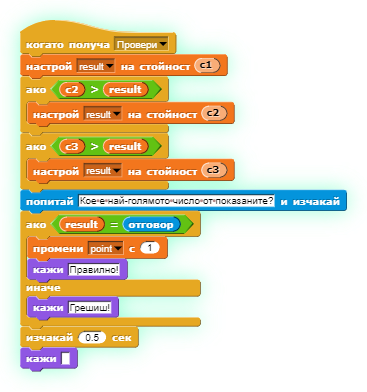 когато получа Провери
настрой result на стойност c1
ако c2 > result
настрой result на стойност c2
ако c3 > result
настрой result на стойност c3
попитай Кое е най-голямото число от показаните? и изчакай
ако result = отговор
промени point с 1
кажи Правилно!
иначе
кажи Грешиш!
изчакай 0.5 сек
кажи